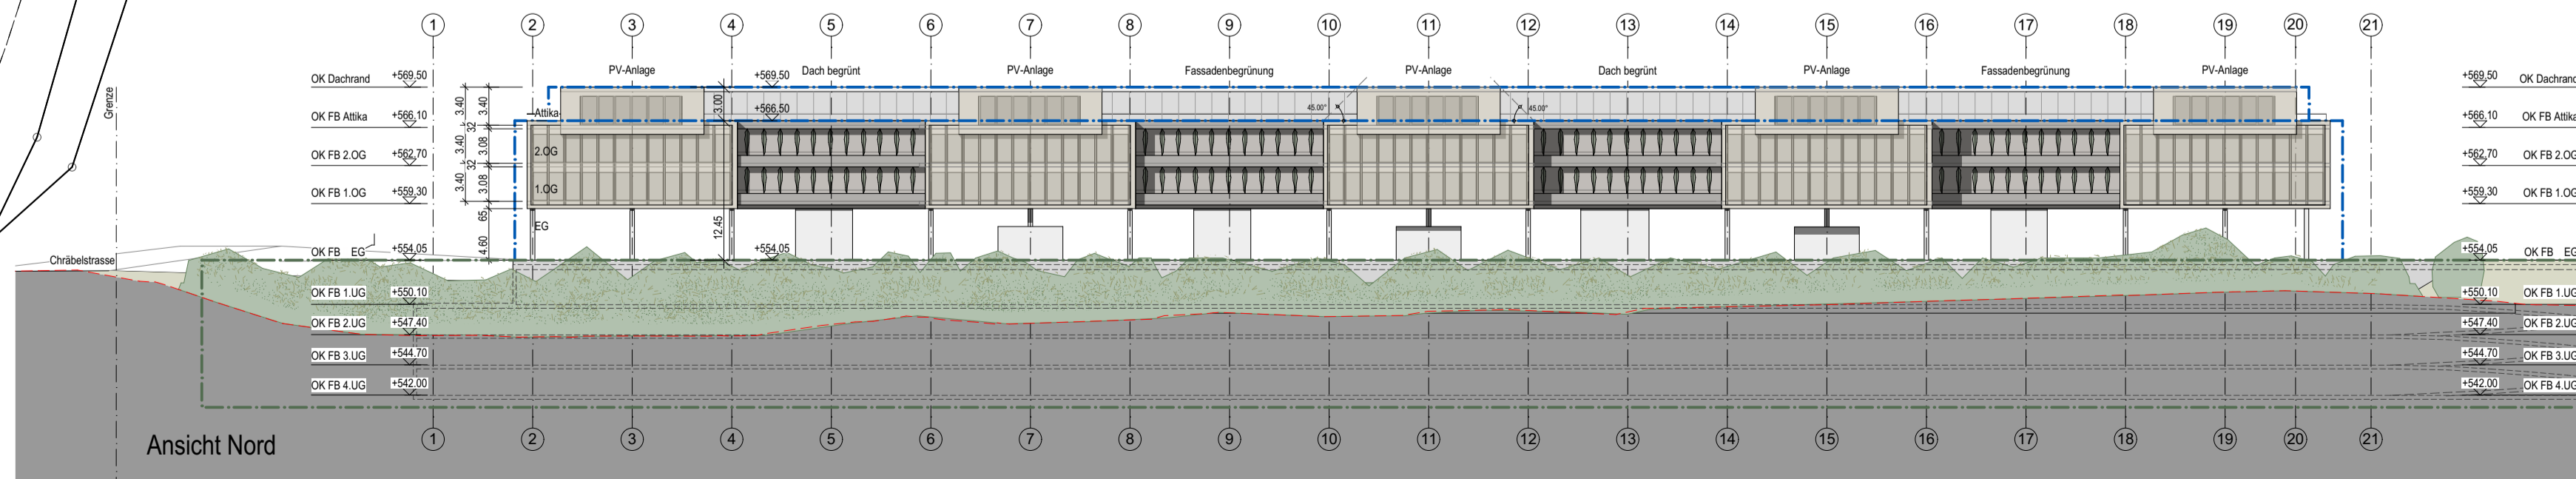 1 2 3 4 5 6 7 8 9 10 11 12 13 14 15 16 17 18 19 20 21
PV-Anlage Dach begrünt PV-Anlage Fassadenbegrünung PV-Anlage Dach begrünt PV-Anlage Fassadenbegrünung PV-Anlage
OK Dachrand +569.50 +569.50 +569.50 OK Dachrand
Grenze
3.40 3.40 3.00
Attika +566.50 45.00° 45.00°
OK FB Attika +566.10 +566.10 OK FB Attika
32
3.40 3.08 2.OG
OK FB 2.OG +562.70 +562.70 OK FB 2.OG
32
3.40 3.08 1.OG
OK FB 1.OG +559.30 +559.30 OK FB 1.OG
65 EG 12.45
4.60
OK FB EG +554.05 +554.05 +554.05 OK FB EG
Chräbelstrasse
OK FB 1.UG +550.10 +550.10 OK FB 1.UG
OK FB 2.UG +547.40 +547.40 OK FB 2.UG
OK FB 3.UG +544.70 +544.70 OK FB 3.UG
OK FB 4.UG +542.00 +542.00 OK FB 4.UG
1 2 3 4 5 6 7 8 9 10 11 12 13 14 15 16 17 18 19 20 21
Ansicht Nord